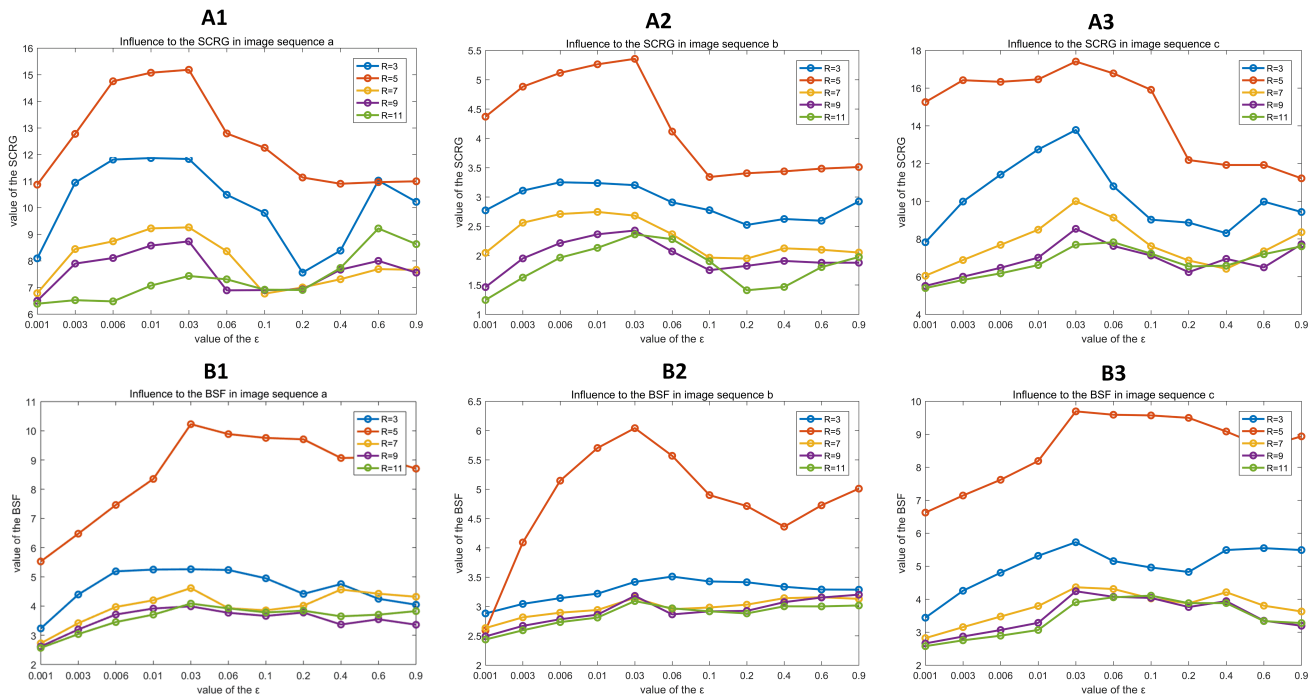 A1
Influence to the SCRG in image sequence a
16
15
14
13
12
11
10
9
8
7
6
value of the SCRG
R=3
R=5
R=7
R=9
R=11
0.001 0.003 0.006 0.01 0.03 0.06 0.1 0.2 0.4 0.6 0.9
value of the ε
A2
Influence to the SCRG in image sequence b
5.5
5
4.5
4
3.5
3
2.5
2
1.5
1
value of the SCRG
R=3
R=5
R=7
R=9
R=11
0.001 0.003 0.006 0.01 0.03 0.06 0.1 0.2 0.4 0.6 0.9
value of the ε
A3
Influence to the SCRG in image sequence c
18
16
14
12
10
8
6
4
value of the SCRG
R=3
R=5
R=7
R=9
R=11
0.001 0.003 0.006 0.01 0.03 0.06 0.1 0.2 0.4 0.6 0.9
value of the ε
B1
Influence to the BSF in image sequence a
11
10
9
8
7
6
5
4
3
2
value of the BSF
R=3
R=5
R=7
R=9
R=11
0.001 0.003 0.006 0.01 0.03 0.06 0.1 0.2 0.4 0.6 0.9
value of the ε
B2
Influence to the BSF in image sequence b
6.5
6
5.5
5
4.5
4
3.5
3
2.5
2
value of the BSF
R=3
R=5
R=7
R=9
R=11
0.001 0.003 0.006 0.01 0.03 0.06 0.1 0.2 0.4 0.6 0.9
value of the ε
B3
Influence to the BSF in image sequence c
10
9
8
7
6
5
4
3
2
value of the BSF
R=3
R=5
R=7
R=9
R=11
0.001 0.003 0.006 0.01 0.03 0.06 0.1 0.2 0.4 0.6 0.9
value of the ε